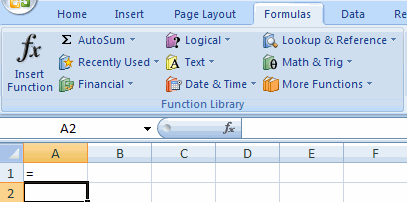 Home Insert Page Layout Formulas Data
fx Insert Function
Σ AutoSum
Recently Used
Financial
Logical
A Text
Date & Time
Lookup & Reference
θ Math & Trig
More Functions
Function Library
A2 fx
A B C D E F
1 =
2